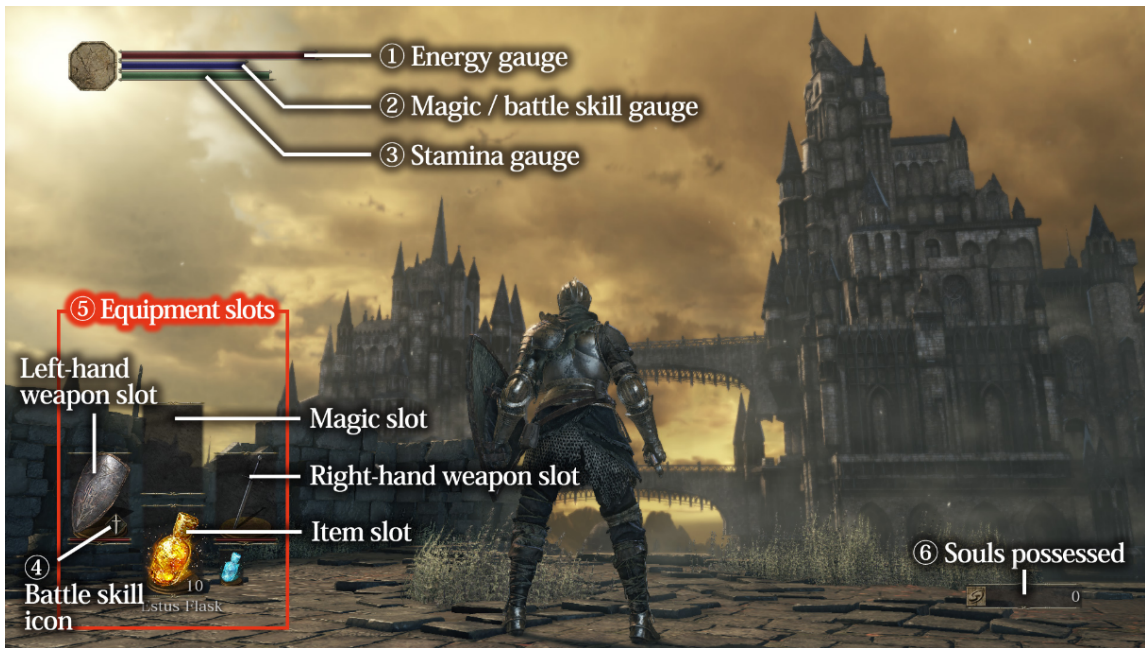 ① Energy gauge
② Magic / battle skill gauge
③ Stamina gauge
⑤ Equipment slots
Left-hand
weapon slot
Magic slot
Right-hand weapon slot
Item slot
④
Battle skill
icon
10
Estus Flask
⑥ Souls possessed
0